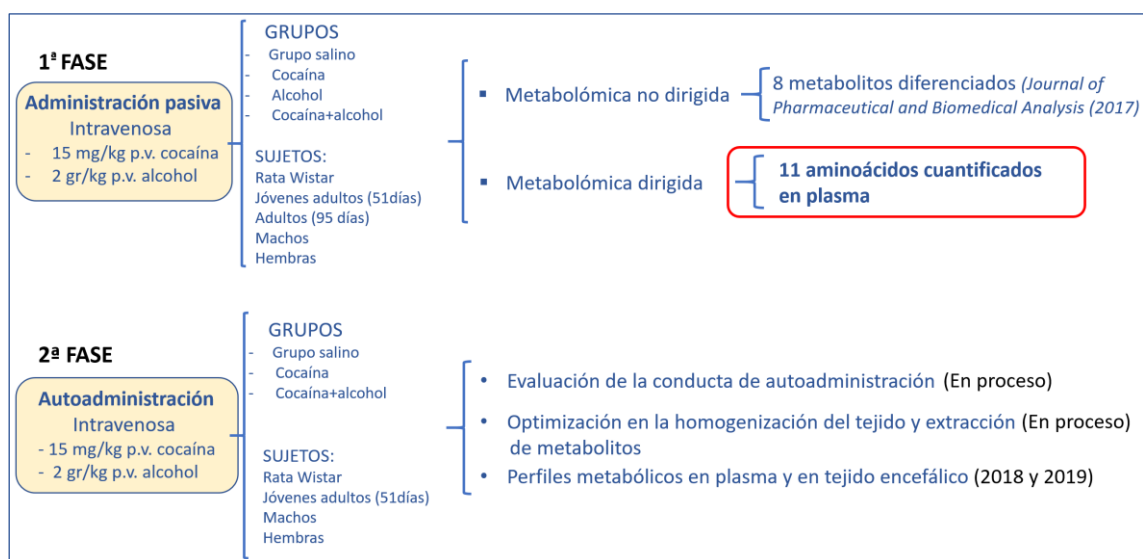 1ª FASE
Administración pasiva
Intravenosa
- 15 mg/kg p.v. cocaína
- 2 gr/kg p.v. alcohol
GRUPOS
- Grupo salino
- Cocaína
- Alcohol
- Cocaína+alcohol
SUJETOS:
Rata Wistar
Jóvenes adultos (51días)
Adultos (95 días)
Machos
Hembras
▪ Metabolómica no dirigida
8 metabolitos diferenciados (Journal of
Pharmaceutical and Biomedical Analysis (2017)
▪ Metabolómica dirigida
11 aminoácidos cuantificados
en plasma
2ª FASE
Autoadministración
Intravenosa
- 15 mg/kg p.v. cocaína
- 2 gr/kg p.v. alcohol
GRUPOS
- Grupo salino
- Cocaína
- Cocaína+alcohol
SUJETOS:
Rata Wistar
Jóvenes adultos (51días)
Machos
Hembras
• Evaluación de la conducta de autoadministración (En proceso)
• Optimización en la homogenización del tejido y extracción (En proceso)
de metabolitos
• Perfiles metabólicos en plasma y en tejido encefálico (2018 y 2019)